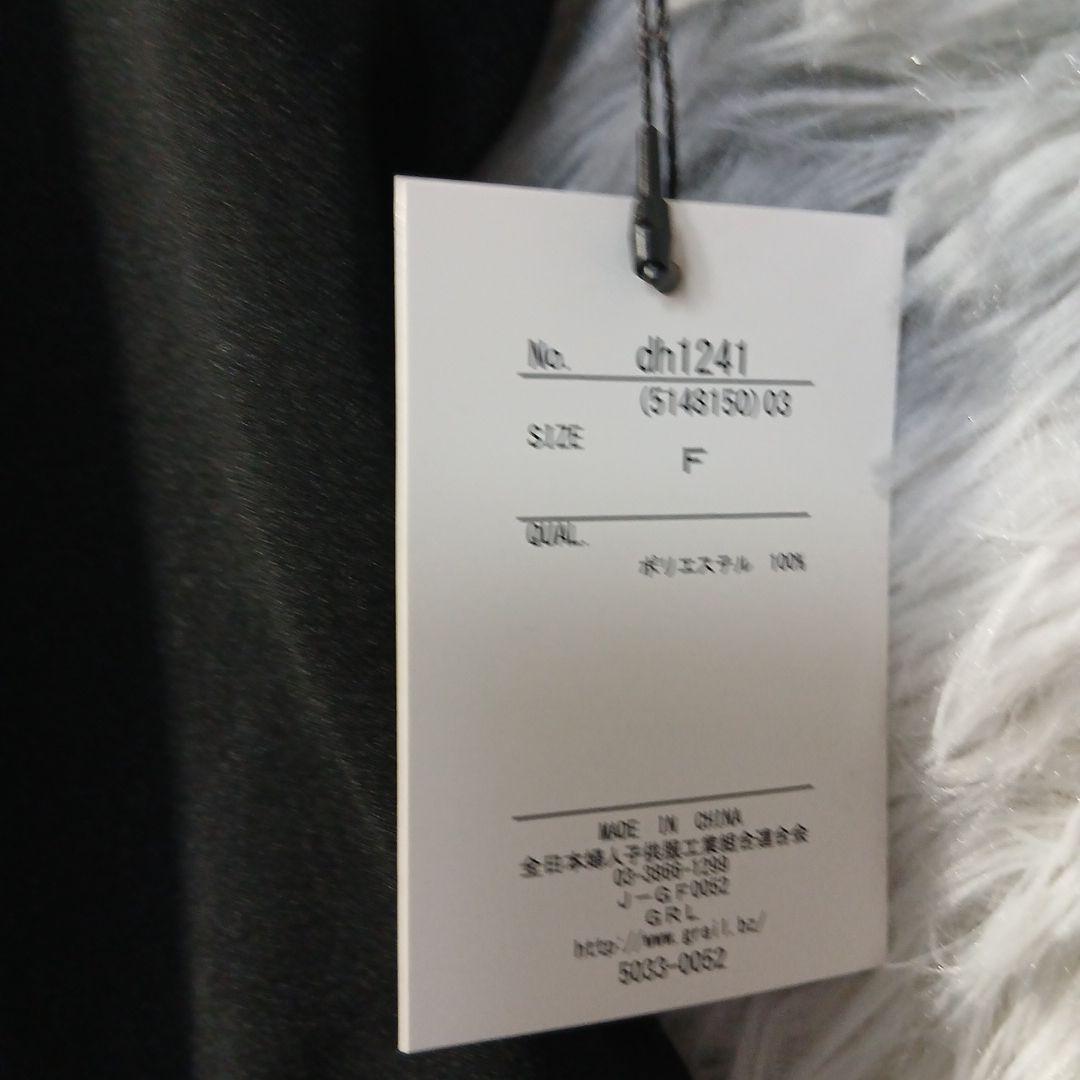 No. dh1241
(5148150)03
SIZE
F
QUAL.
ポリエステル 100%
MADE IN CHINA
全日本婦人子供服工業組合連合会
03-3866-1299
J-GF0052
GRL
http://www.grail.bz/
5033-0052